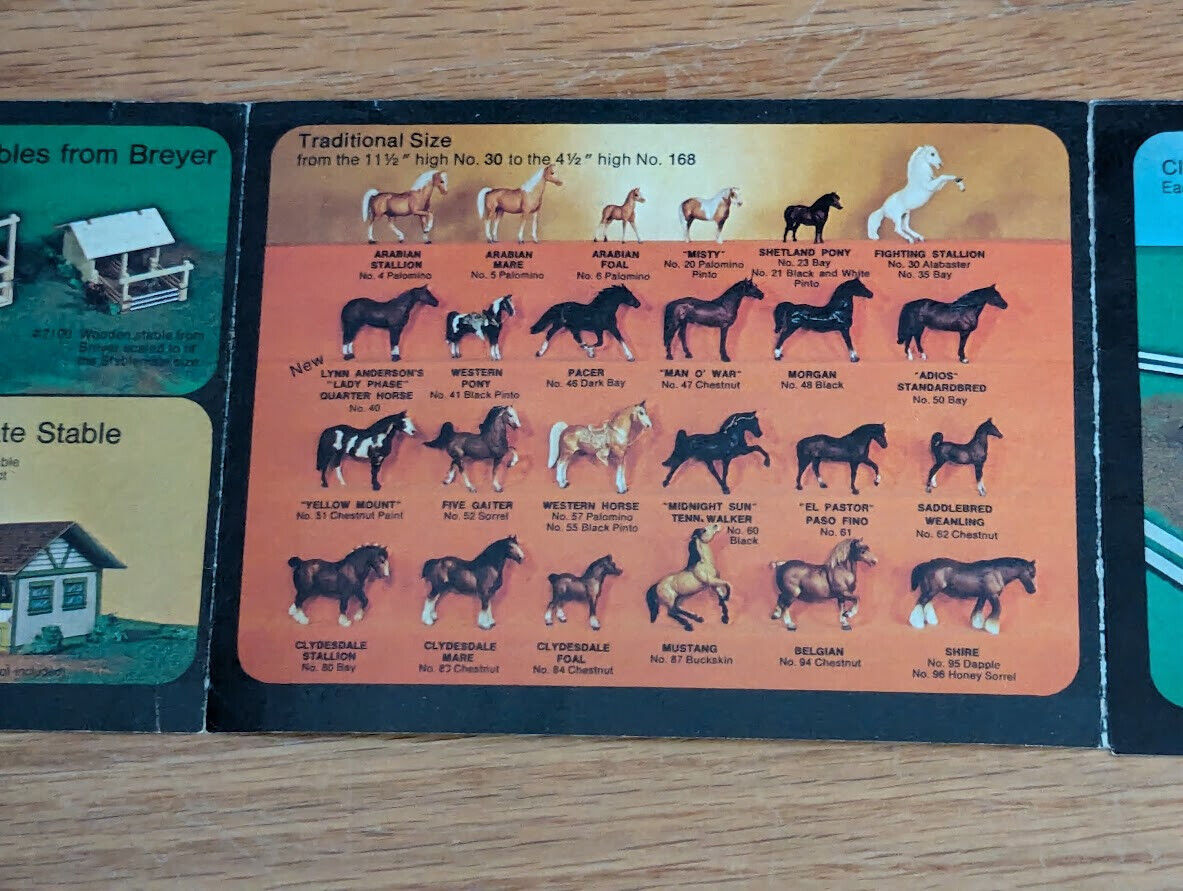 bles from Breyer
#7100 Wooden stable from
Breyer scaled to fit
the Stablemate size.
te Stable
ble
ct
included)
Traditional Size
from the 11½" high No. 30 to the 4½" high No. 168
ARABIAN
STALLION
No. 4 Palomino
ARABIAN
MARE
No. 5 Palomino
ARABIAN
FOAL
No. 6 Palomino
"MISTY"
No. 20 Palomino
Pinto
SHETLAND PONY
No. 23 Bay
No. 21 Black and White
Pinto
FIGHTING STALLION
No. 30 Alabaster
No. 35 Bay
New
LYNN ANDERSON'S
"LADY PHASE"
QUARTER HORSE
No. 40
WESTERN
PONY
No. 41 Black Pinto
PACER
No. 46 Dark Bay
"MAN O' WAR"
No. 47 Chestnut
MORGAN
No. 48 Black
"ADIOS"
STANDARDBRED
No. 50 Bay
"YELLOW MOUNT"
No. 51 Chestnut Paint
FIVE GAITER
No. 52 Sorrel
WESTERN HORSE
No. 57 Palomino
No. 55 Black Pinto
"MIDNIGHT SUN"
TENN. WALKER
No. 60
Black
"EL PASTOR"
PASO FINO
No. 61
SADDLEBRED
WEANLING
No. 62 Chestnut
CLYDESDALE
STALLION
No. 80 Bay
CLYDESDALE
MARE
No. 83 Chestnut
CLYDESDALE
FOAL
No. 84 Chestnut
MUSTANG
No. 87 Buckskin
BELGIAN
No. 94 Chestnut
SHIRE
No. 95 Dapple
No. 96 Honey Sorrel
Cl
Ea